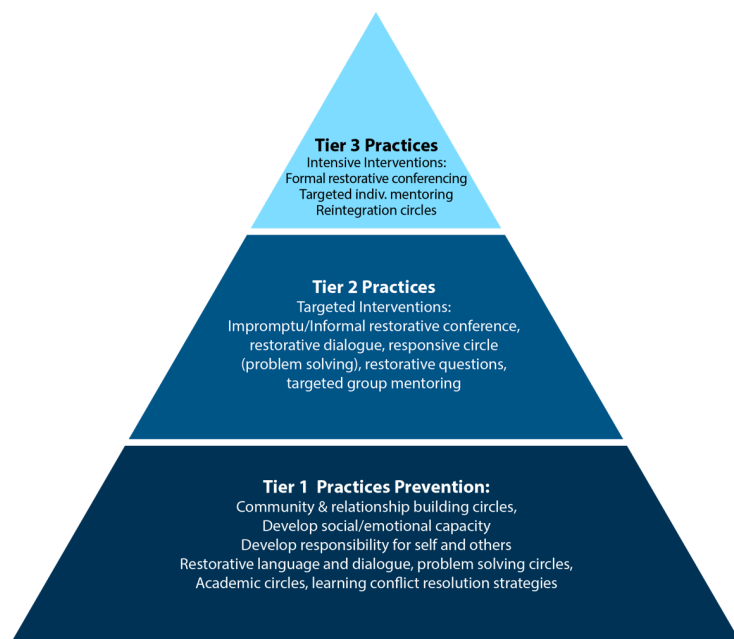 Tier 3 Practices
Intensive Interventions:
Formal restorative conferencing
Targeted indiv. mentoring
Reintegration circles
Tier 2 Practices
Targeted Interventions:
Impromptu/Informal restorative conference,
restorative dialogue, responsive circle
(problem solving), restorative questions,
targeted group mentoring
Tier 1  Practices Prevention:
Community & relationship building circles,
Develop social/emotional capacity
Develop responsibility for self and others
Restorative language and dialogue, problem solving circles,
Academic circles, learning conflict resolution strategies